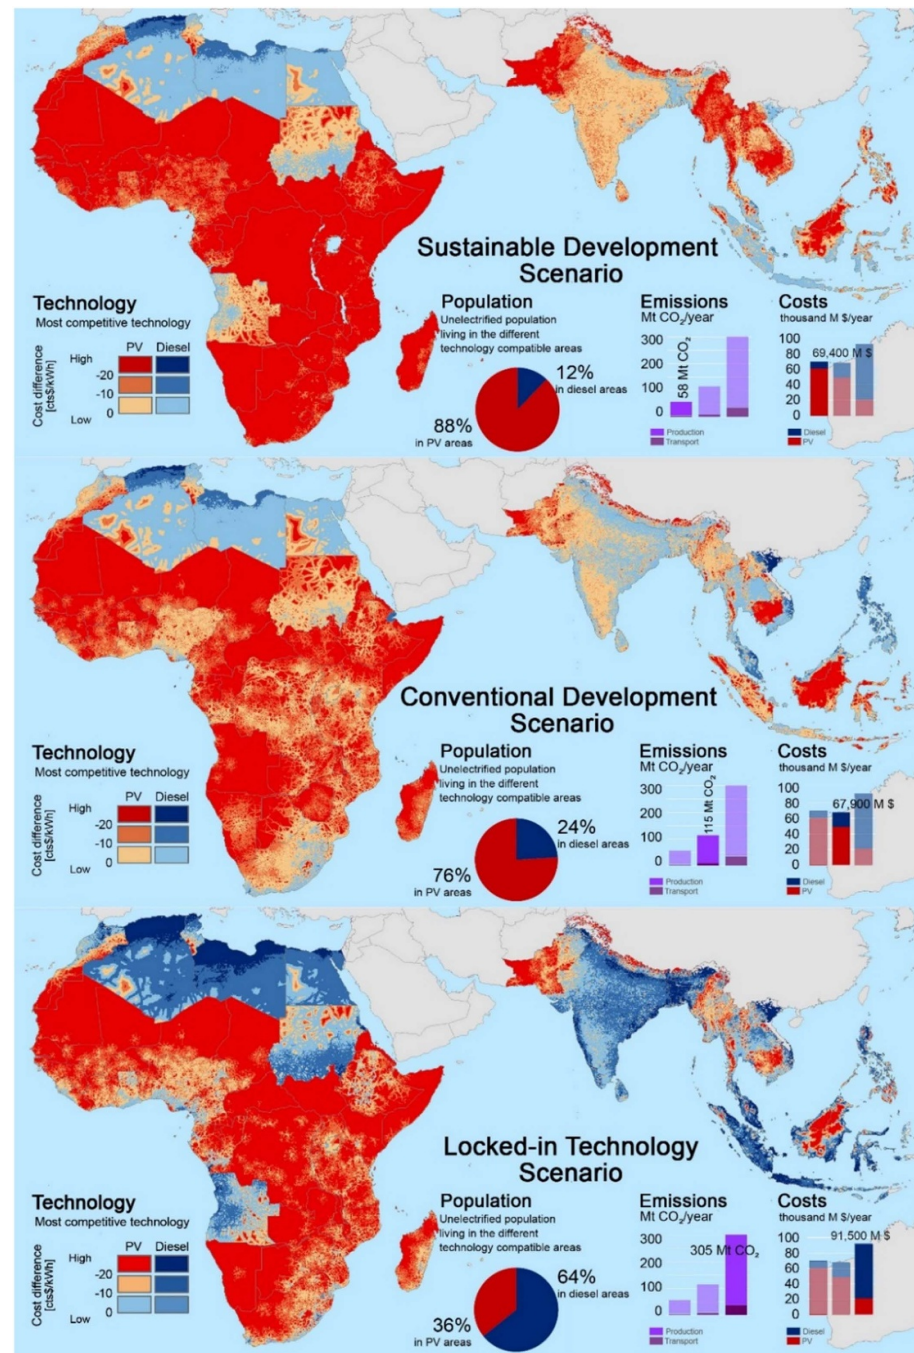 Sustainable Development
Scenario
Technology
Most competitive technology
PV Diesel
Cost difference
[cts$/kWh]
High
-20
0
Low
Population
Unelectrified population
living in the different
technology compatible areas
12%
in diesel areas
88%
in PV areas
Emissions
Mt CO₂/year
300
100
0
58 Mt CO₂
Production
Transport
Costs
thousand M $/year
100
80
60
40
20
0
69,400 M $
Diesel
PV
Conventional Development
Scenario
Technology
Most competitive technology
PV Diesel
Cost difference
[cts$/kWh]
High
-20
0
Low
Population
Unelectrified population
living in the different
technology compatible areas
24%
in diesel areas
76%
in PV areas
Emissions
Mt CO₂/year
300
100
0
115 Mt CO₂
Production
Transport
Costs
thousand M $/year
100
80
60
40
20
0
67,900 M $
Diesel
PV
Locked-in Technology
Scenario
Technology
Most competitive technology
PV Diesel
Cost difference
[cts$/kWh]
High
-20
0
Low
Population
Unelectrified population
living in the different
technology compatible areas
64%
in diesel areas
36%
in PV areas
Emissions
Mt CO₂/year
300
100
0
305 Mt CO₂
Production
Transport
Costs
thousand M $/year
100
80
60
40
20
0
91,500 M $
Diesel
PV